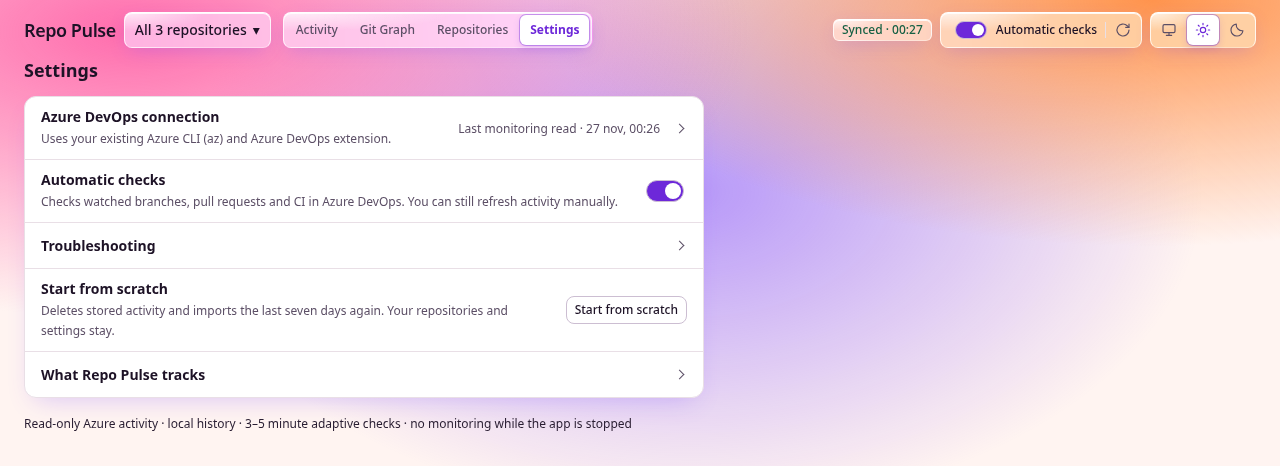 Repo Pulse
All 3 repositories ▾
Activity
Git Graph
Repositories
Settings
Synced · 00:27
Automatic checks
Settings
Azure DevOps connection
Uses your existing Azure CLI (az) and Azure DevOps extension.
Last monitoring read · 27 nov, 00:26
Automatic checks
Checks watched branches, pull requests and CI in Azure DevOps. You can still refresh activity manually.
Troubleshooting
Start from scratch
Deletes stored activity and imports the last seven days again. Your repositories and
settings stay.
Start from scratch
What Repo Pulse tracks
Read-only Azure activity · local history · 3–5 minute adaptive checks · no monitoring while the app is stopped